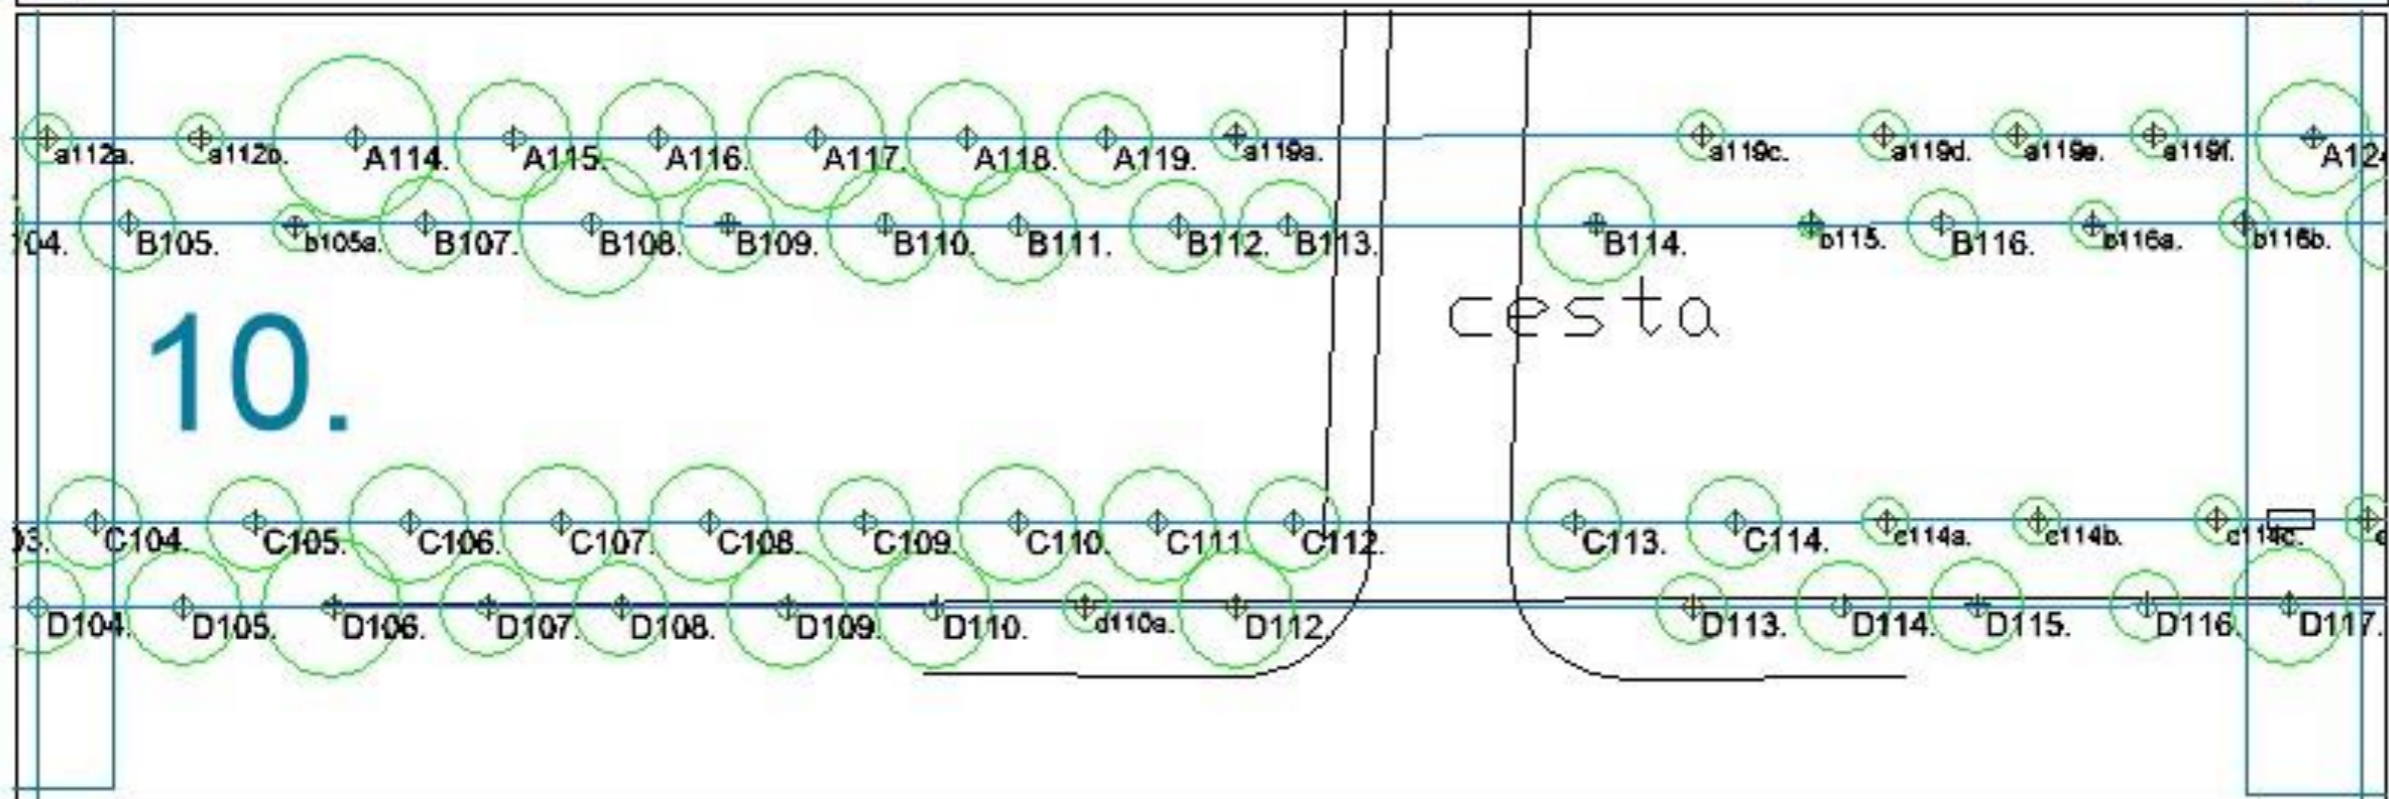 a112a. a112b. A114. A115. A116. A117. A118. A119. a119a. a119c. a119d. a119e. a119f.
04. B105. b105a. B107. B108. B109. B110. B111. B112. B113. B114. b115. B116. b116a. b116b.
cesta
10.
C104. C105. C106. C107. C108. C109. C110. C111. C112. C113. C114. c114a. c114b. c114c.
D104. D105. D106. D107. D108. D109. D110. d110a. D112. D113. D114. D115. D116. D117.